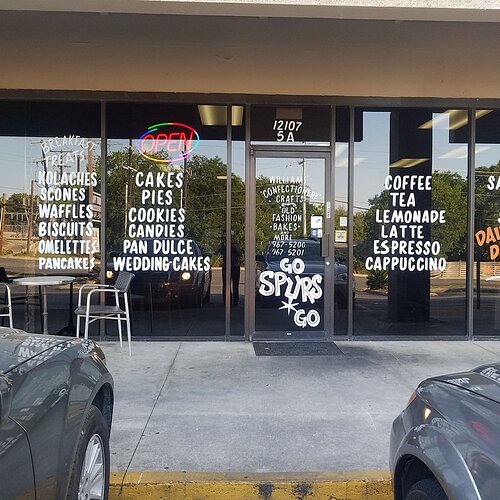 BREAKFAST
TREATS
KOLACHES
SCONES
WAFFLES
BISCUITS
OMELETTES
PANCAKES
OPEN
CAKES
PIES
COOKIES
CANDIES
PAN DULCE
WEDDING CAKES
12107
5A
WILLIAMS
CONFECTIONERY
CRAFTS
OLD
FASHION
BAKES
MORE
967-5200
967-5201
GO
SPURS
GO
COFFEE
TEA
LEMONADE
LATTE
ESPRESSO
CAPPUCCINO
SA
DAI
D